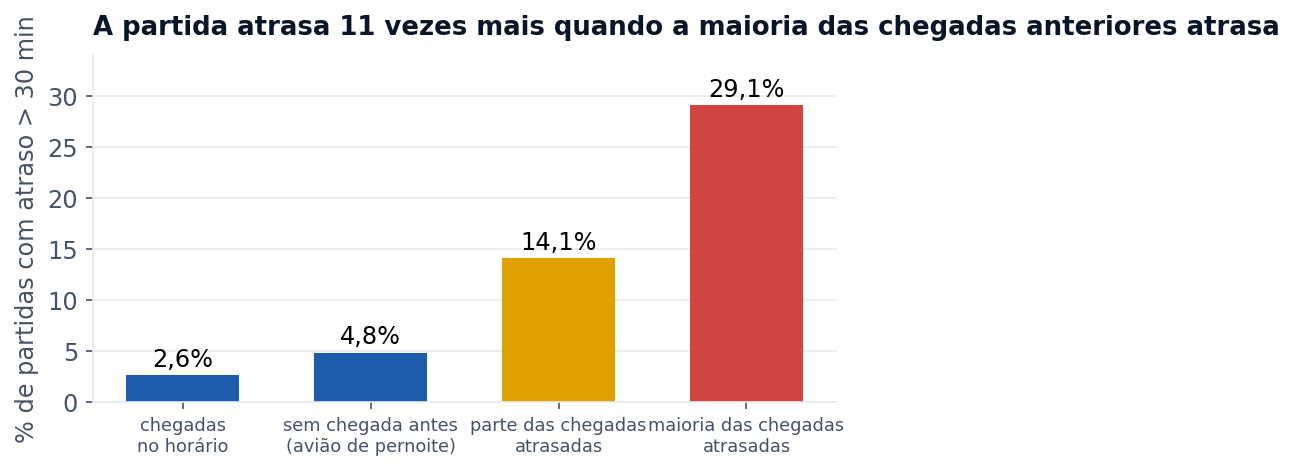 A partida atrasa 11 vezes mais quando a maioria das chegadas anteriores atrasa
% de partidas com atraso > 30 min
30
25
20
15
10
5
0
2,6%
4,8%
14,1%
29,1%
chegadas
no horário
sem chegada antes
(avião de pernoite)
parte das chegadas
atrasadas
maioria das chegadas
atrasadas